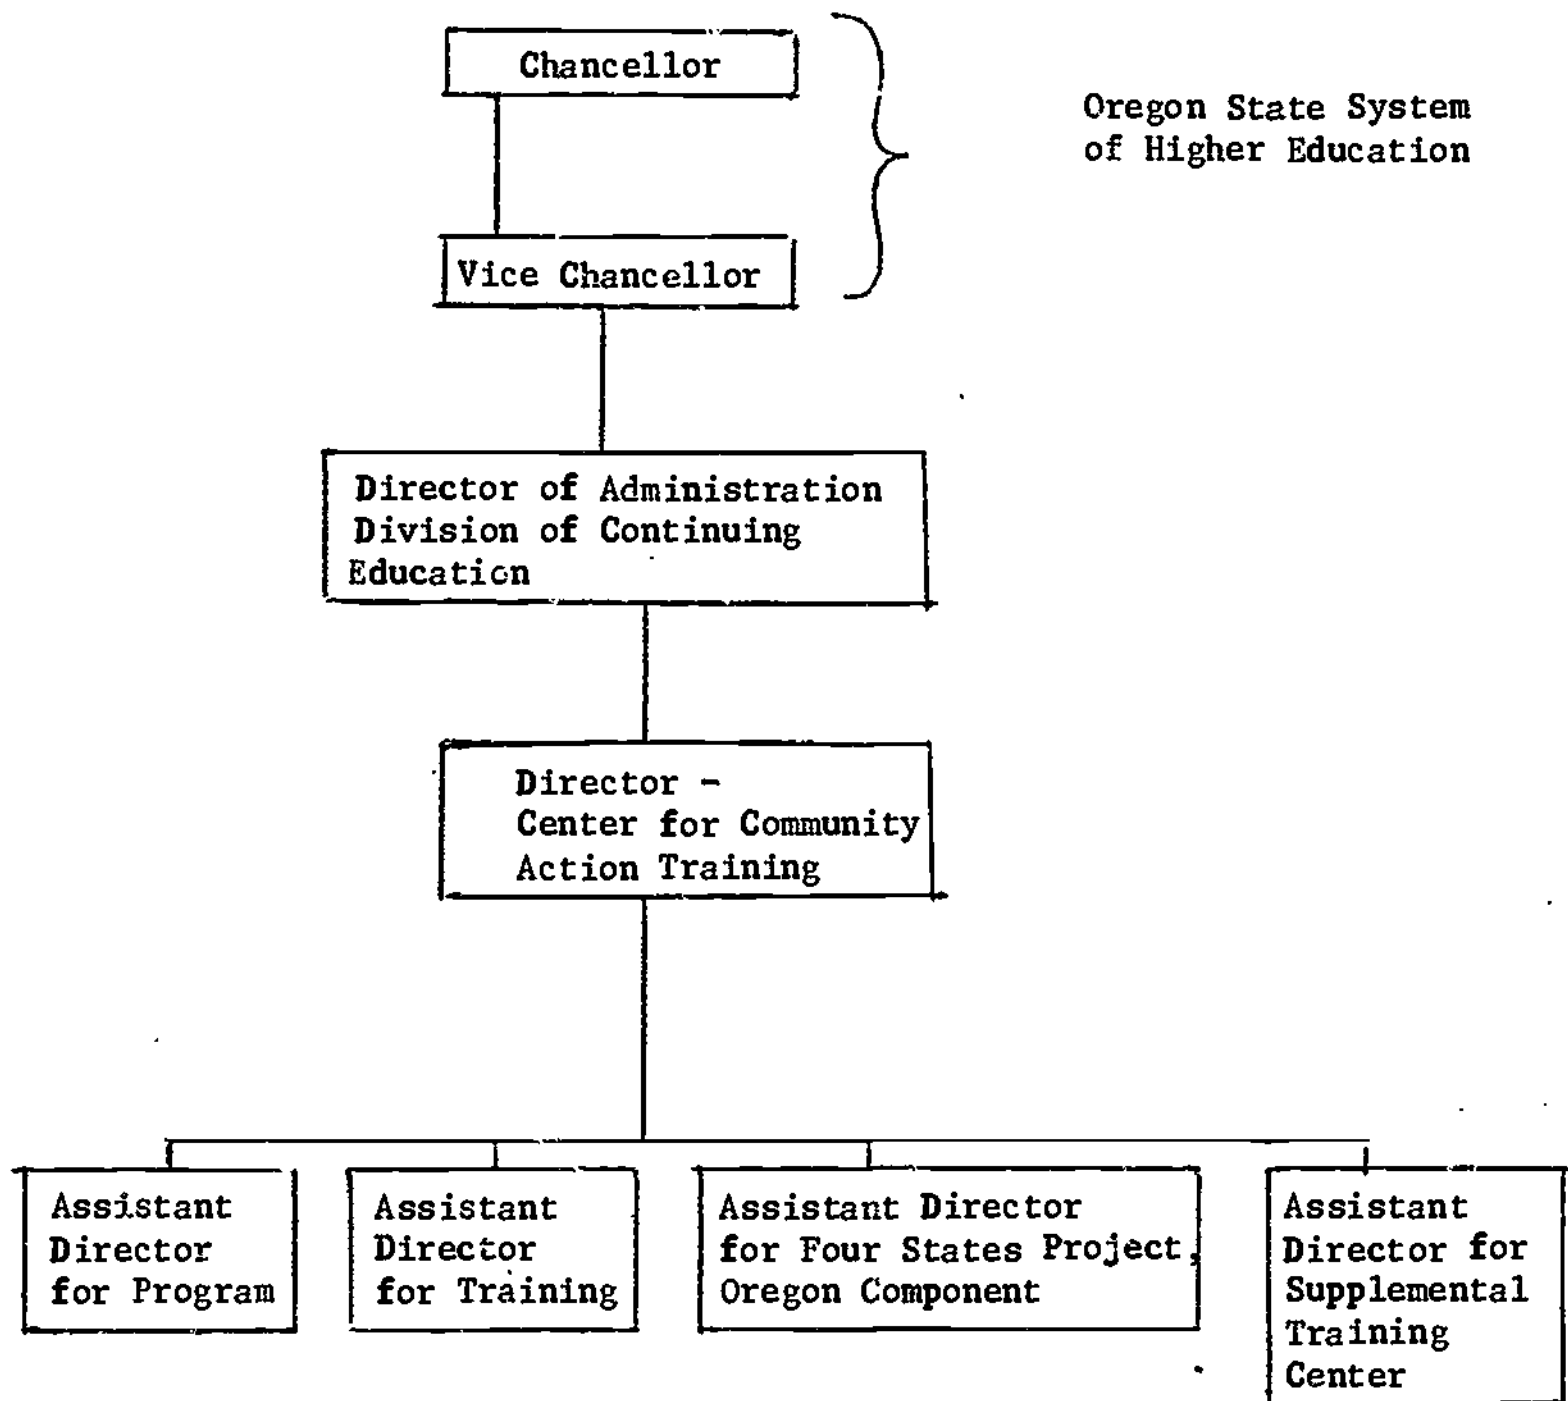 Chancellor
Oregon State System
of Higher Education
Vice Chancellor
Director of Administration
Division of Continuing
Education
Director -
Center for Community
Action Training
Assistant
Director
for Program
Assistant
Director
for Training
Assistant Director
for Four States Project,
Oregon Component
Assistant
Director for
Supplemental
Training
Center